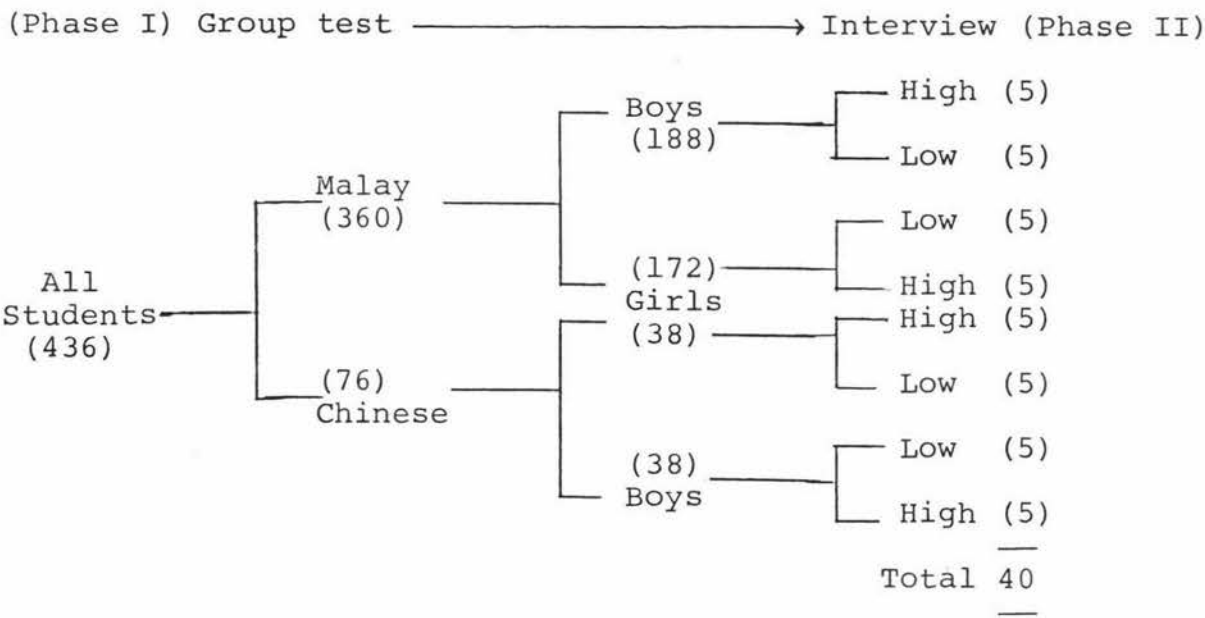 (Phase I) Group test Interview (Phase II)
High (5)
Boys
(188)
Low (5)
Malay
(360)
Low (5)
(172)
Girls
High (5)
All
Students
(436)
High (5)
(38)
(76)
Chinese
Low (5)
Low (5)
(38)
Boys
High (5)
Total 40